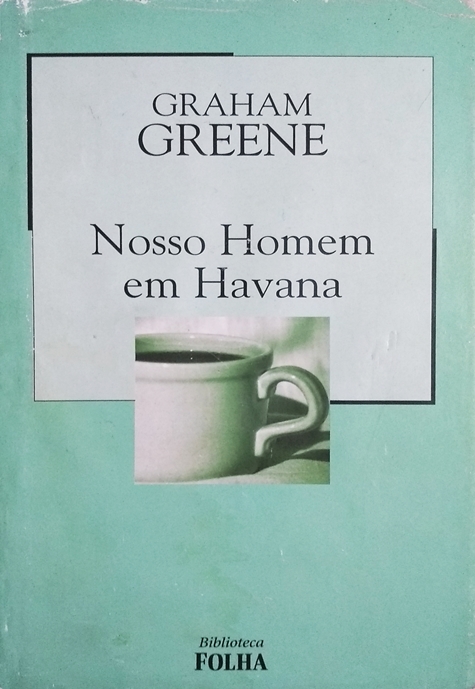 GRAHAM
GREENE
Nosso Homem
em Havana
Biblioteca
FOLHA